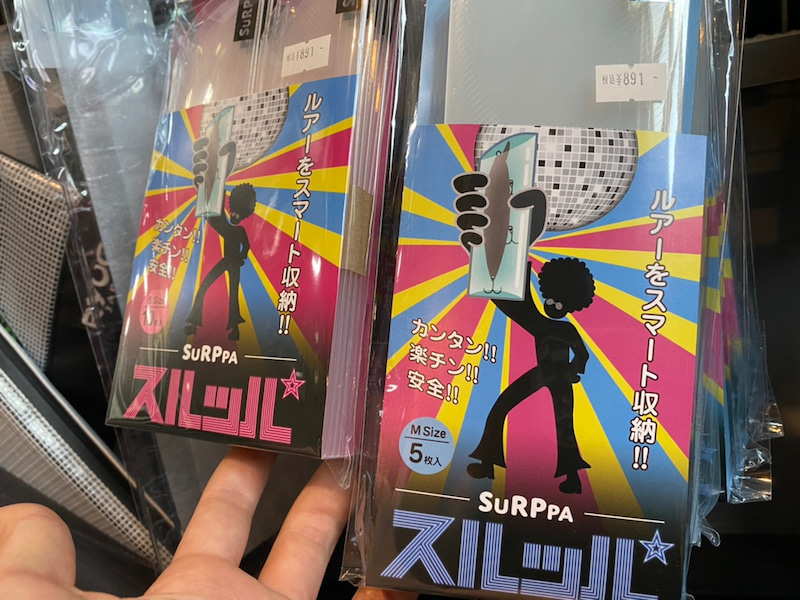 SURPPA
税込¥891-
ルアーをスマート収納!!
カンタン!!
楽チン!!
安全!!
SURPPA
スルッパ
税込¥891-
ルアーをスマート収納!!
カンタン!!
楽チン!!
安全!!
M Size
5枚入
SURPPA
スルッパ